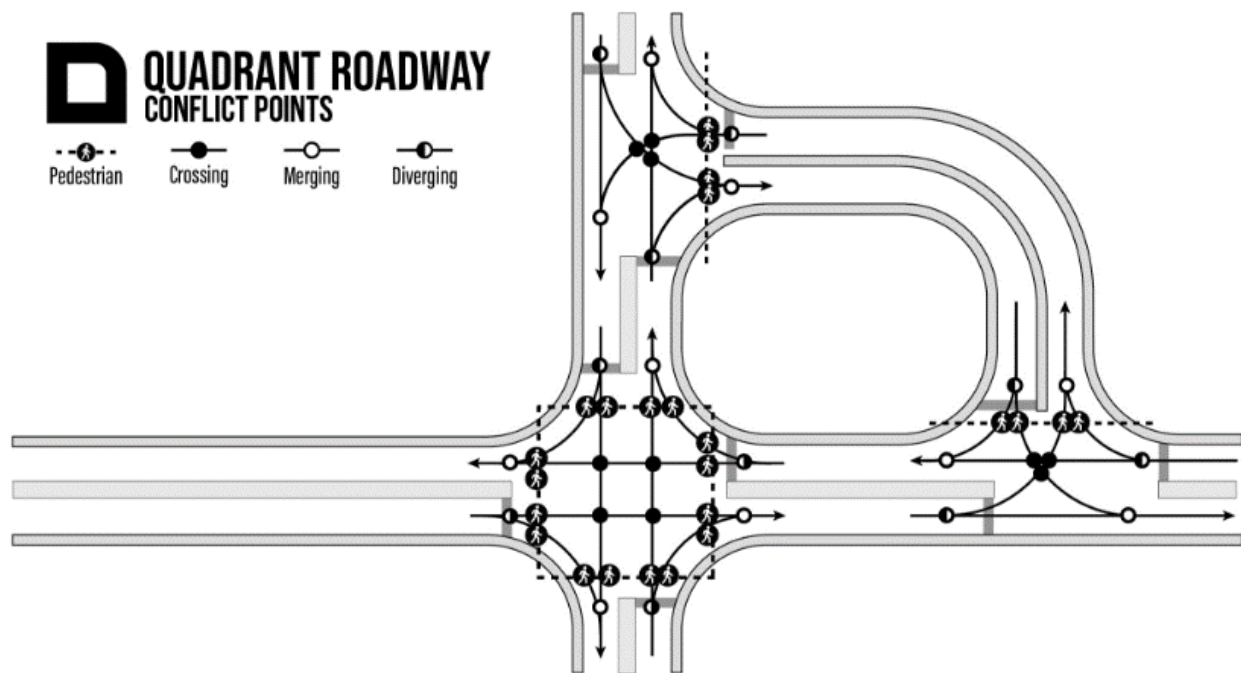 QUADRANT ROADWAY
CONFLICT POINTS
Pedestrian
Crossing
Merging
Diverging